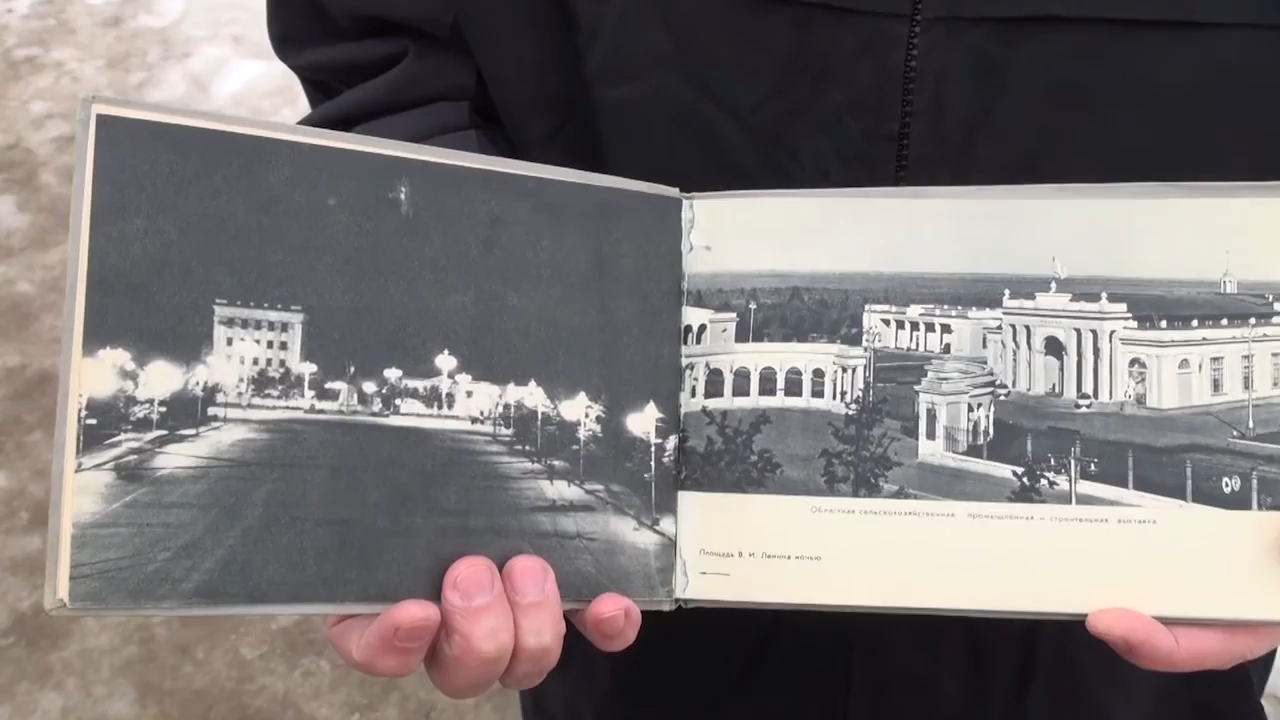 Областная сельскохозяйственная промышленная и строительная выставка
Площадь В. И. Ленина ночью.